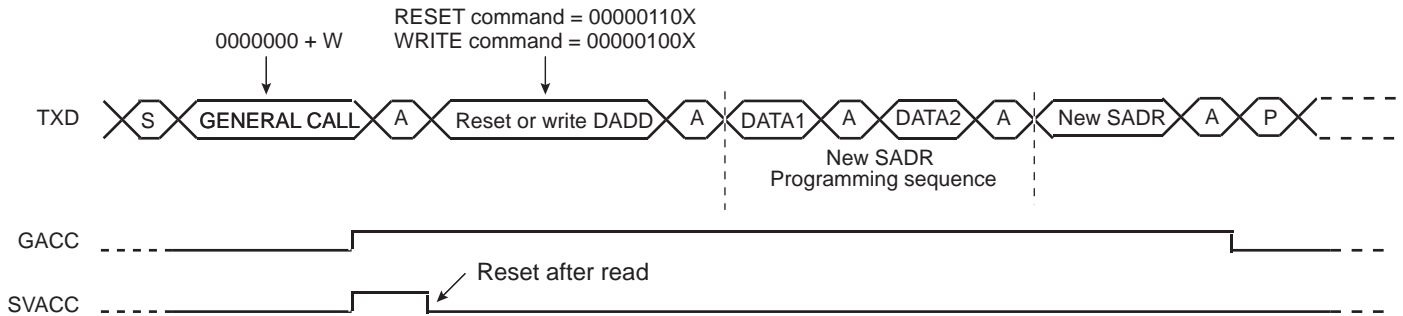 RESET command = 00000110X
0000000 + W
WRITE command = 00000100X
TXD
S
GENERAL CALL
A
Reset or write DADD
A
DATA1
A
DATA2
A
New SADR
A
P
New SADR
Programming sequence
GACC
Reset after read
SVACC